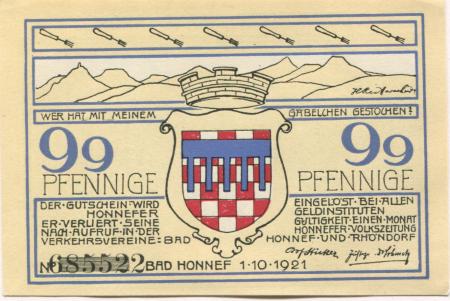 WER HAT MIT MEINEM GÄBELCHEN GESTOCHEN?
99
PFENNIGE
DER·GUTSCHEIN·WIRD
HONNEFER
ER·VERLIERT·SEINE
NACH·AUFRUF·IN·DER
VERKEHRSVEREINE:BAD
99
PFENNIGE
EINGELÖST·BEI·ALLEN
GELDINSTITUTEN
GÜLTIGKEIT·EINEN·MONAT
HONNEFER·VOLKSZEITUNG
HONNEF·UND·RHÖNDORF
No 685522 BAD HONNEF 1·10·1921